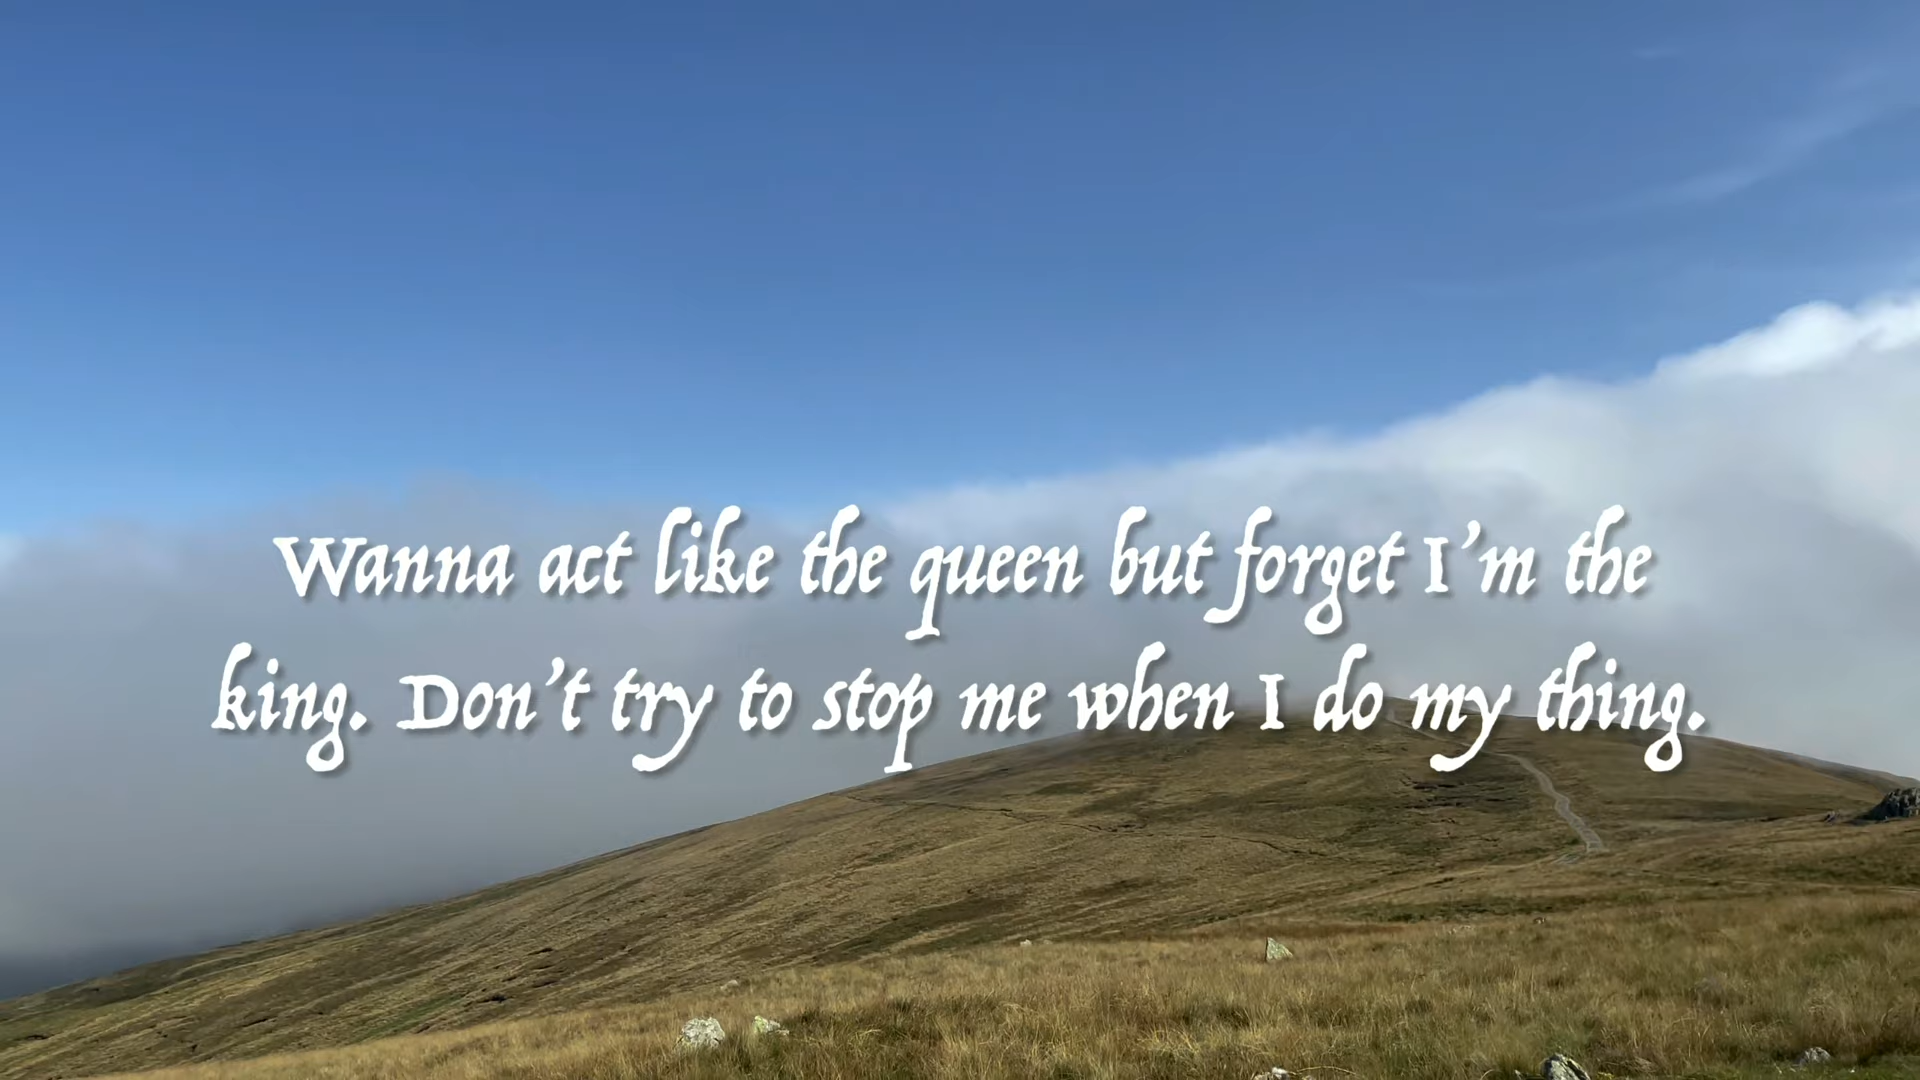 Wanna act like the queen but forget I'm the
king. Don't try to stop me when I do my thing.